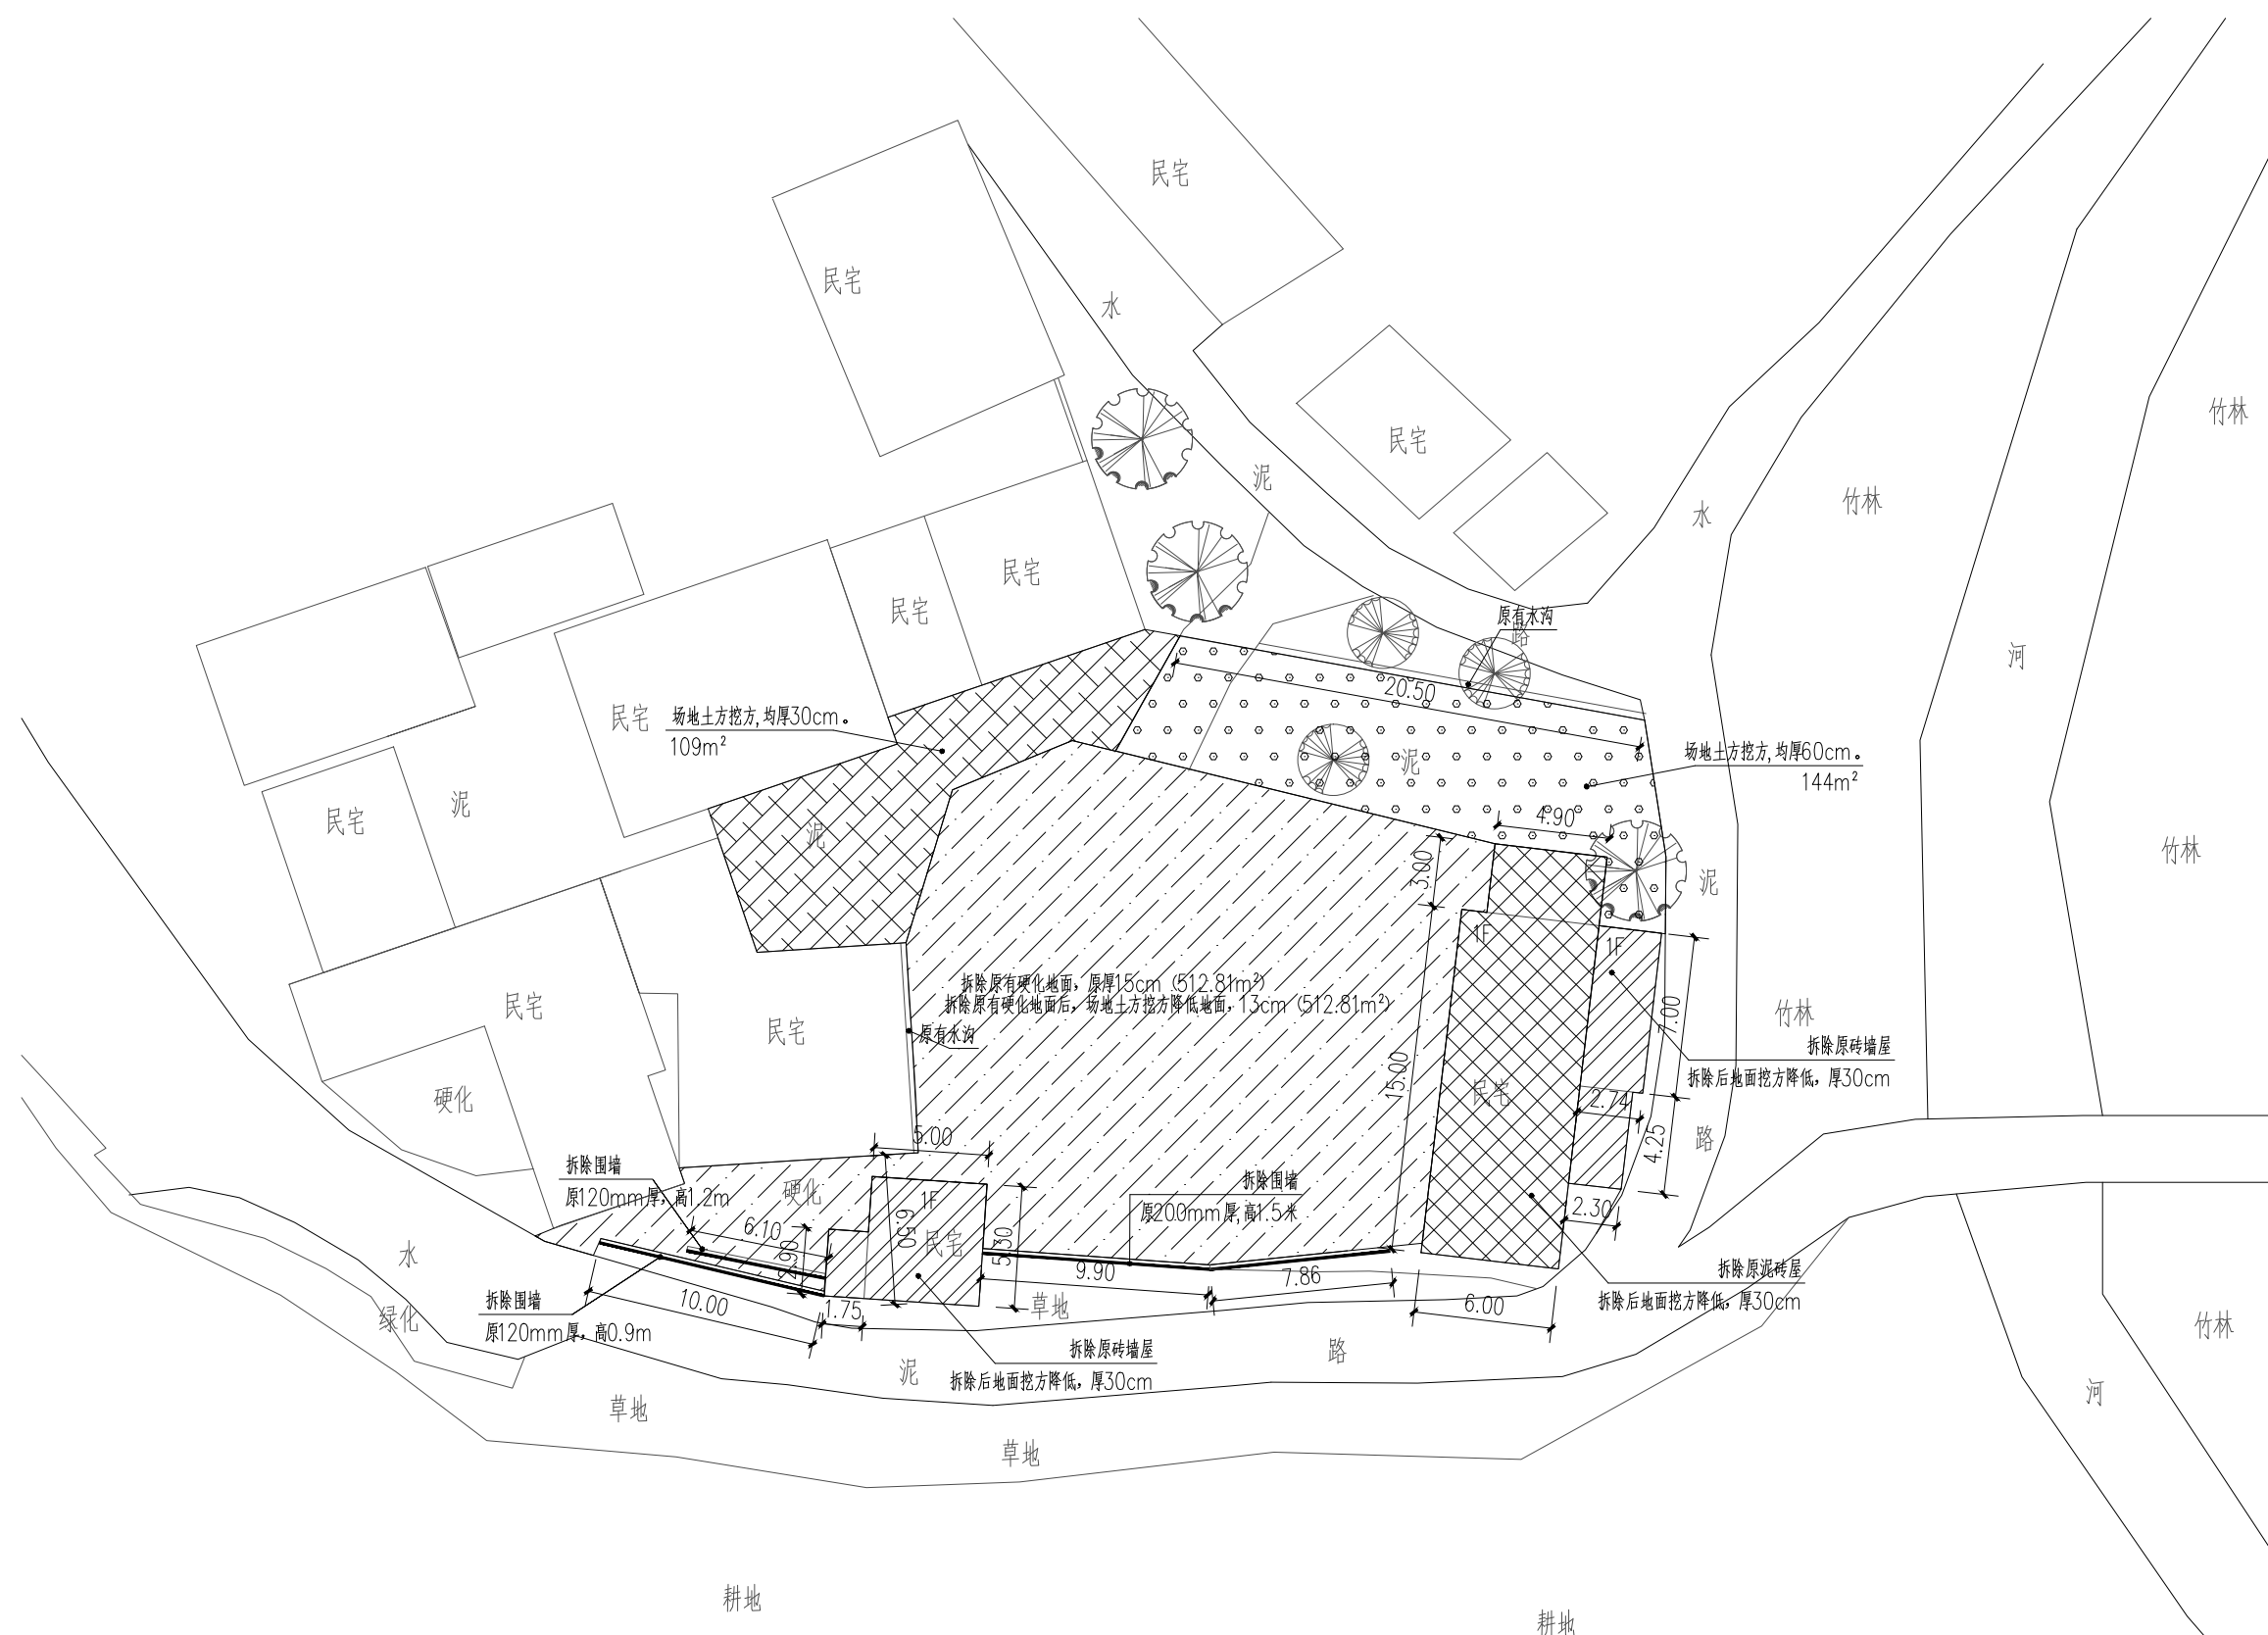 民宅
民宅
水
竹林
民宅
泥
竹林
水
民宅
民宅
原有水沟
路
河
20.50
民宅
场地土方挖方,均厚30cm。
109m²
场地土方挖方,均厚60cm。
144m²
泥
泥
民宅
泥
4.90
竹林
3.00
泥
1F
1F
拆除原有硬化地面，原厚15cm（512.81m²）
拆除原有硬化地面后，场地土方挖方降低地面，13cm（512.81m²）
民宅
民宅
原有水沟
7.00
竹林
拆除原砖墙屋
拆除后地面挖方降低，厚30cm
15.00
民宅
2.74
硬化
5.00
4.25
路
拆除围墙
原120mm厚，高1.2m
硬化
1F
拆除围墙
原200mm厚,高1.5米
2.30
6.10
6.50
民宅
5.30
2.90
水
9.90
7.86
拆除原泥砖屋
拆除后地面挖方降低，厚30cm
拆除围墙
原120mm厚，高0.9m
绿化
10.00
1.75
草地
6.00
竹林
拆除原砖墙屋
拆除后地面挖方降低，厚30cm
泥
路
河
草地
草地
耕地
耕地